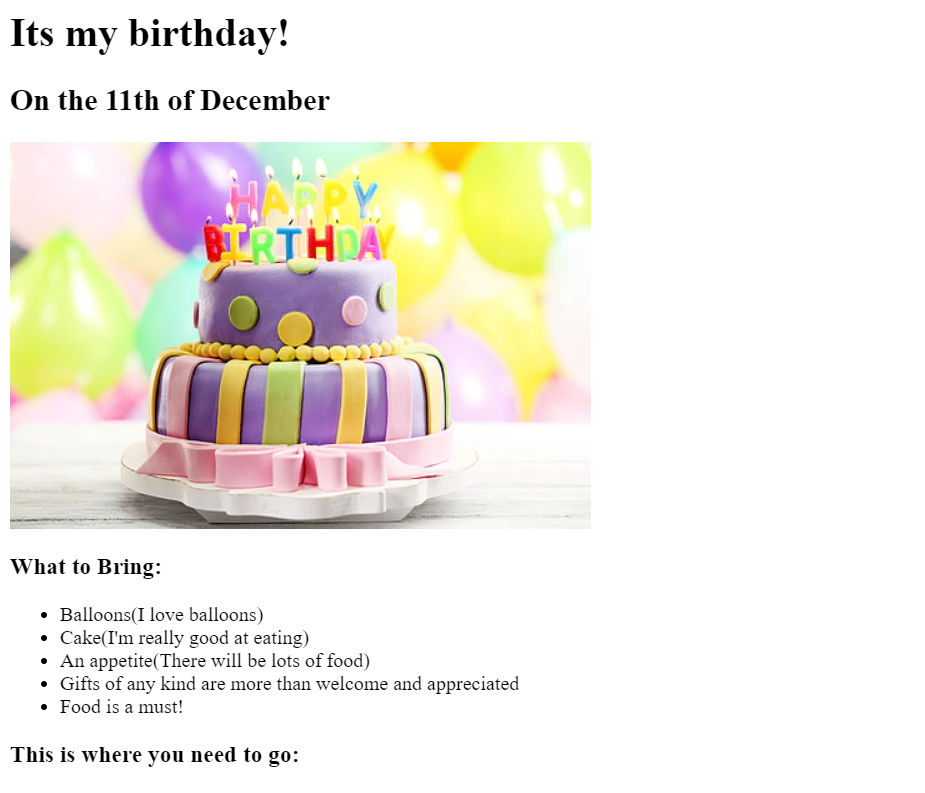 Its my birthday!
On the 11th of December
HAPPY
BIRTHDAY
What to Bring:
Balloons(I love balloons)
Cake(I'm really good at eating)
An appetite(There will be lots of food)
Gifts of any kind are more than welcome and appreciated
Food is a must!
This is where you need to go: